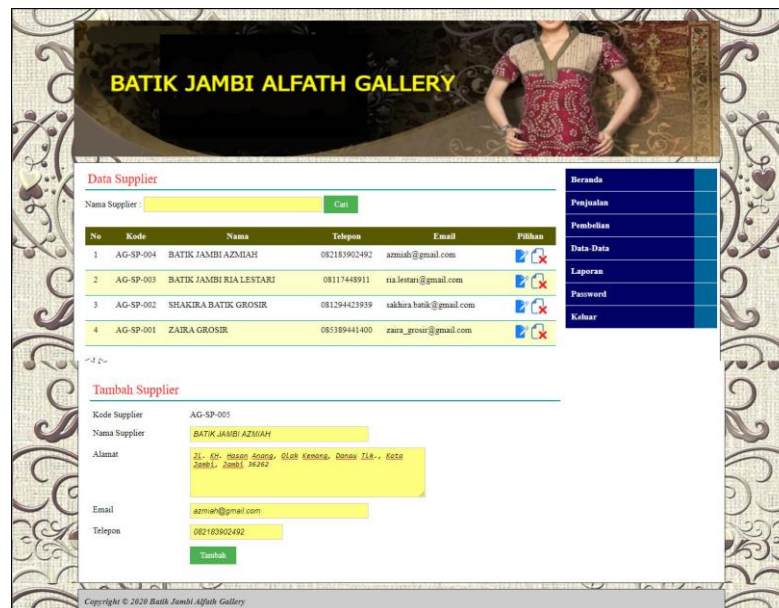 BATIK JAMBI ALFATH GALLERY
Data Supplier
Nama Supplier : Cari
No Kode Nama Telepon Email Pilihan
1 AG-SP-004 BATIK JAMBI AZMIAH 082183902492 azmiah@gmail.com
2 AG-SP-003 BATIK JAMBI RIA LESTARI 08117448911 ria.lestari@gmail.com
3 AG-SP-002 SHAKIRA BATIK GROSIR 081294423939 sakhira.batik@gmail.com
4 AG-SP-001 ZAIRA GROSIR 085389441400 zaira_grosir@gmail.com
<1>
Beranda
Penjualan
Pembelian
Data-Data
Laporan
Password
Keluar
Tambah Supplier
Kode Supplier AG-SP-005
Nama Supplier BATIK JAMBI AZMIAH
Alamat JL. KH. Hasan Anang, Olak Kemang, Danau Tlk., Kota
Jambi, Jambi 36262
Email azmiah@gmail.com
Telepon 082183902492
Tambah
Copyright © 2020 Batik Jambi Alfath Gallery